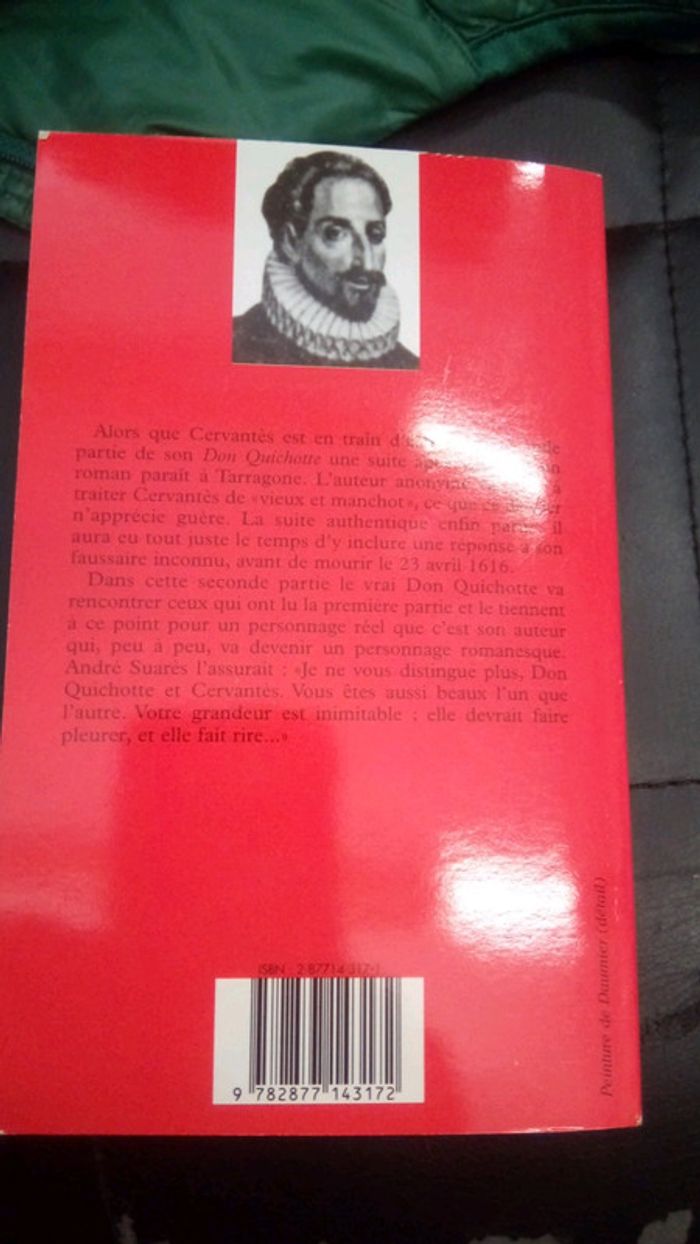 Alors que Cervantès est en train
partie de son Don Quichotte une suite
roman paraît à Tarragone. L'auteur anonyme
traiter Cervantès de «vieux et manchot», ce que
n'apprécie guère. La suite authentique enfin parue, il
aura eu tout juste le temps d'y inclure une réponse à son
faussaire inconnu, avant de mourir le 23 avril 1616.
Dans cette seconde partie le vrai Don Quichotte va
rencontrer ceux qui ont lu la première partie et le tiennent
à ce point pour un personnage réel que c'est son auteur
qui, peu à peu, va devenir un personnage romanesque.
André Suarès l'assurait : «Je ne vous distingue plus, Don
Quichotte et Cervantès. Vous êtes aussi beaux l'un que
l'autre. Votre grandeur est inimitable : elle devrait faire
pleurer, et elle fait rire...»
Peinture de Daumier (détail)
ISBN 2-87714-317-1
9 782877 143172